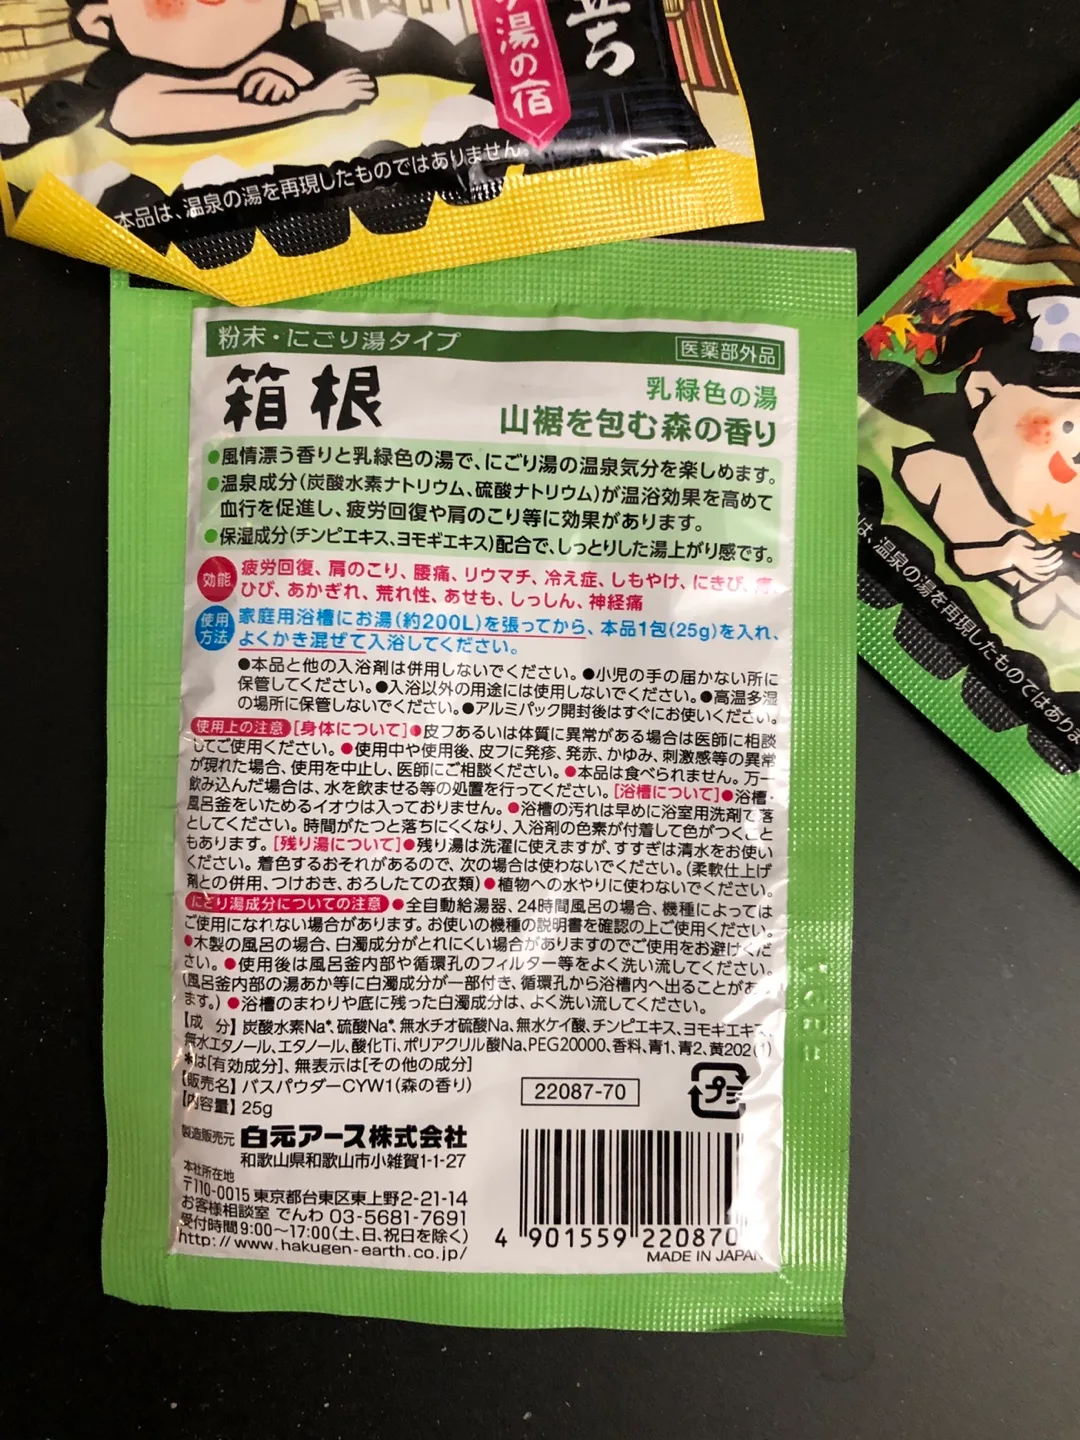 立ち
湯の宿
本品は、温泉の湯を再現したものではありません。
粉末・にごり湯タイプ
医薬部外品
箱根
乳緑色の湯
山裾を包む森の香り
●風情漂う香りと乳緑色の湯で、にごり湯の温泉気分を楽しめます。
●温泉成分(炭酸水素ナトリウム、硫酸ナトリウム)が温浴効果を高めて
血行を促進し、疲労回復や肩のこり等に効果があります。
●保湿成分(チンピエキス、ヨモギエキス)配合で、しっとりした湯上がり感です。
効能
疲労回復、肩のこり、腰痛、リウマチ、冷え症、しもやけ、にきび、
ひび、あかぎれ、荒れ性、あせも、しっしん、神経痛
使用方法
家庭用浴槽にお湯(約200L)を張ってから、本品1包(25g)を入れ、
よくかき混ぜて入浴してください。
●本品と他の入浴剤は併用しないでください。●小児の手の届かない所に
保管してください。●入浴以外の用途には使用しないでください。●高温多湿
の場所に保管しないでください。●アルミパック開封後はすぐにお使いください。
使用上の注意 [身体について]●皮フあるいは体質に異常がある場合は医師に相談
してご使用ください。●使用中や使用後、皮フに発疹、発赤、かゆみ、刺激感等の異常
が現れた場合、使用を中止し、医師にご相談ください。●本品は食べられません。万一
飲み込んだ場合は、水を飲ませる等の処置を行ってください。[浴槽について]●浴槽・
風呂釜をいためるイオウは入っておりません。●浴槽の汚れは早めに浴室用洗剤で落
としてください。時間がたつと落ちにくくなり、入浴剤の色素が付着して色がつくこと
もあります。[残り湯について]●残り湯は洗濯に使えますが、すすぎは清水をお使い
ください。着色するおそれがあるので、次の場合は使わないでください。(柔軟仕上げ
剤との併用、つけおき、おろしたての衣類)●植物への水やりに使わないでください。
にごり湯成分についての注意 ●全自動給湯器、24時間風呂の場合、機種によっては
ご使用になれない場合があります。お使いの機種の説明書を確認の上ご使用ください。
●木製の風呂の場合、白濁成分がとれにくい場合がありますのでご使用をお避けくだ
さい。●使用後は風呂釜内部や循環孔のフィルター等をよく洗い流してください。
(風呂釜内部の湯あか等に白濁成分が一部付き、循環孔から浴槽内へ出ることがあり
ます。)●浴槽のまわりや底に残った白濁成分は、よく洗い流してください。
【成 分】炭酸水素Na*、硫酸Na*、無水チオ硫酸Na、無水ケイ酸、チンピエキス、ヨモギエキス、
無水エタノール、エタノール、酸化Ti、ポリアクリル酸Na、PEG20000、香料、青1、青2、黄202(1)
*は[有効成分]、無表示は[その他の成分]
【販売名】バスパウダーCYW1(森の香り)
【内容量】25g
22087-70
プラ
製造販売元 白元アース株式会社
和歌山県和歌山市小雑賀1-1-27
本社所在地
〒110-0015 東京都台東区東上野2-21-14
お客様相談室 でんわ 03-5681-7691
受付時間9:00～17:00(土、日、祝日を除く)
http://www.hakugen-earth.co.jp/
4 901559 220870
MADE IN JAPAN
は、温泉の湯を再現したものではありま